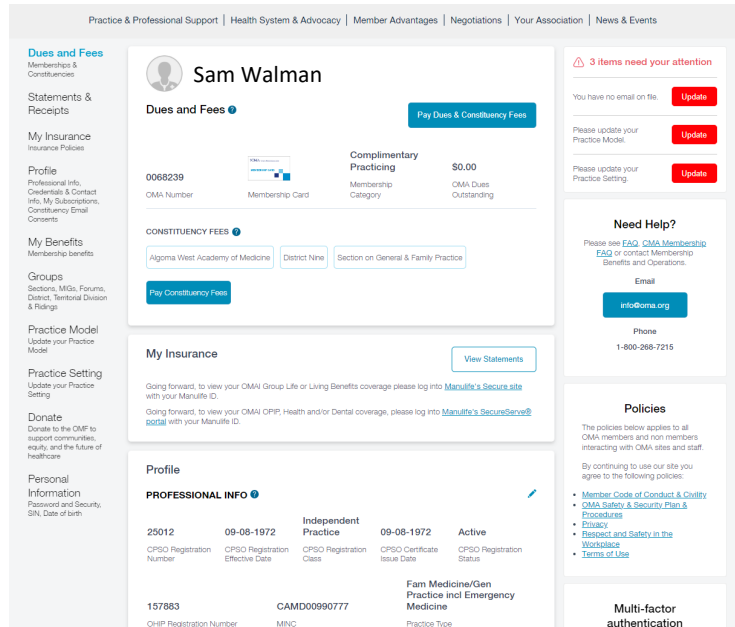 Practice & Professional Support | Health System & Advocacy | Member Advantages | Negotiations | Your Association | News & Events
Dues and Fees
Memberships &
Constituencies
Statements &
Receipts
My Insurance
Insurance Policies
Profile
Professional Info,
Credentials & Contact
Info, My Subscriptions,
Constituency Email
Consents
My Benefits
Membership benefits
Groups
Sections, MIGs, Forums,
District, Territorial Division
& Ridings
Practice Model
Update your Practice
Model
Practice Setting
Update your Practice
Setting
Donate
Donate to the OMF to
support communities,
equity, and the future of
healthcare
Personal
Information
Password and Security,
SIN, Date of birth
Sam Walman
Dues and Fees ?
Pay Dues & Constituency Fees
0068239
OMA Number
Membership Card
Complimentary
Practicing
Membership
Category
$0.00
OMA Dues
Outstanding
CONSTITUENCY FEES ?
Algoma West Academy of Medicine
District Nine
Section on General & Family Practice
Pay Constituency Fees
My Insurance
View Statements
Going forward, to view your OMAI Group Life or Living Benefits coverage please log into Manulife's Secure site
with your Manulife ID.
Going forward, to view your OMAI OPIP, Health and/or Dental coverage, please log into Manulife's SecureServe®
portal with your Manulife ID.
Profile
PROFESSIONAL INFO ?
25012
CPSO Registration
Number
09-08-1972
CPSO Registration
Effective Date
Independent
Practice
CPSO Registration
Class
09-08-1972
CPSO Certificate
Issue Date
Active
CPSO Registration
Status
157883
OHIP Registration Number
CAMD00990777
MINC
Fam Medicine/Gen
Practice incl Emergency
Medicine
Practice Type
3 items need your attention
You have no email on file.
Update
Please update your
Practice Model.
Update
Please update your
Practice Setting.
Update
Need Help?
Please see FAQ, CMA Membership
FAQ or contact Membership
Benefits and Operations.
Email
info@oma.org
Phone
1-800-268-7215
Policies
The policies below applies to all
OMA members and non members
interacting with OMA sites and staff.
By continuing to use our site you
agree to the following policies:
• Member Code of Conduct & Civility
• OMA Safety & Security Plan &
Procedures
• Privacy
• Respect and Safety in the
Workplace
• Terms of Use
Multi-factor
authentication